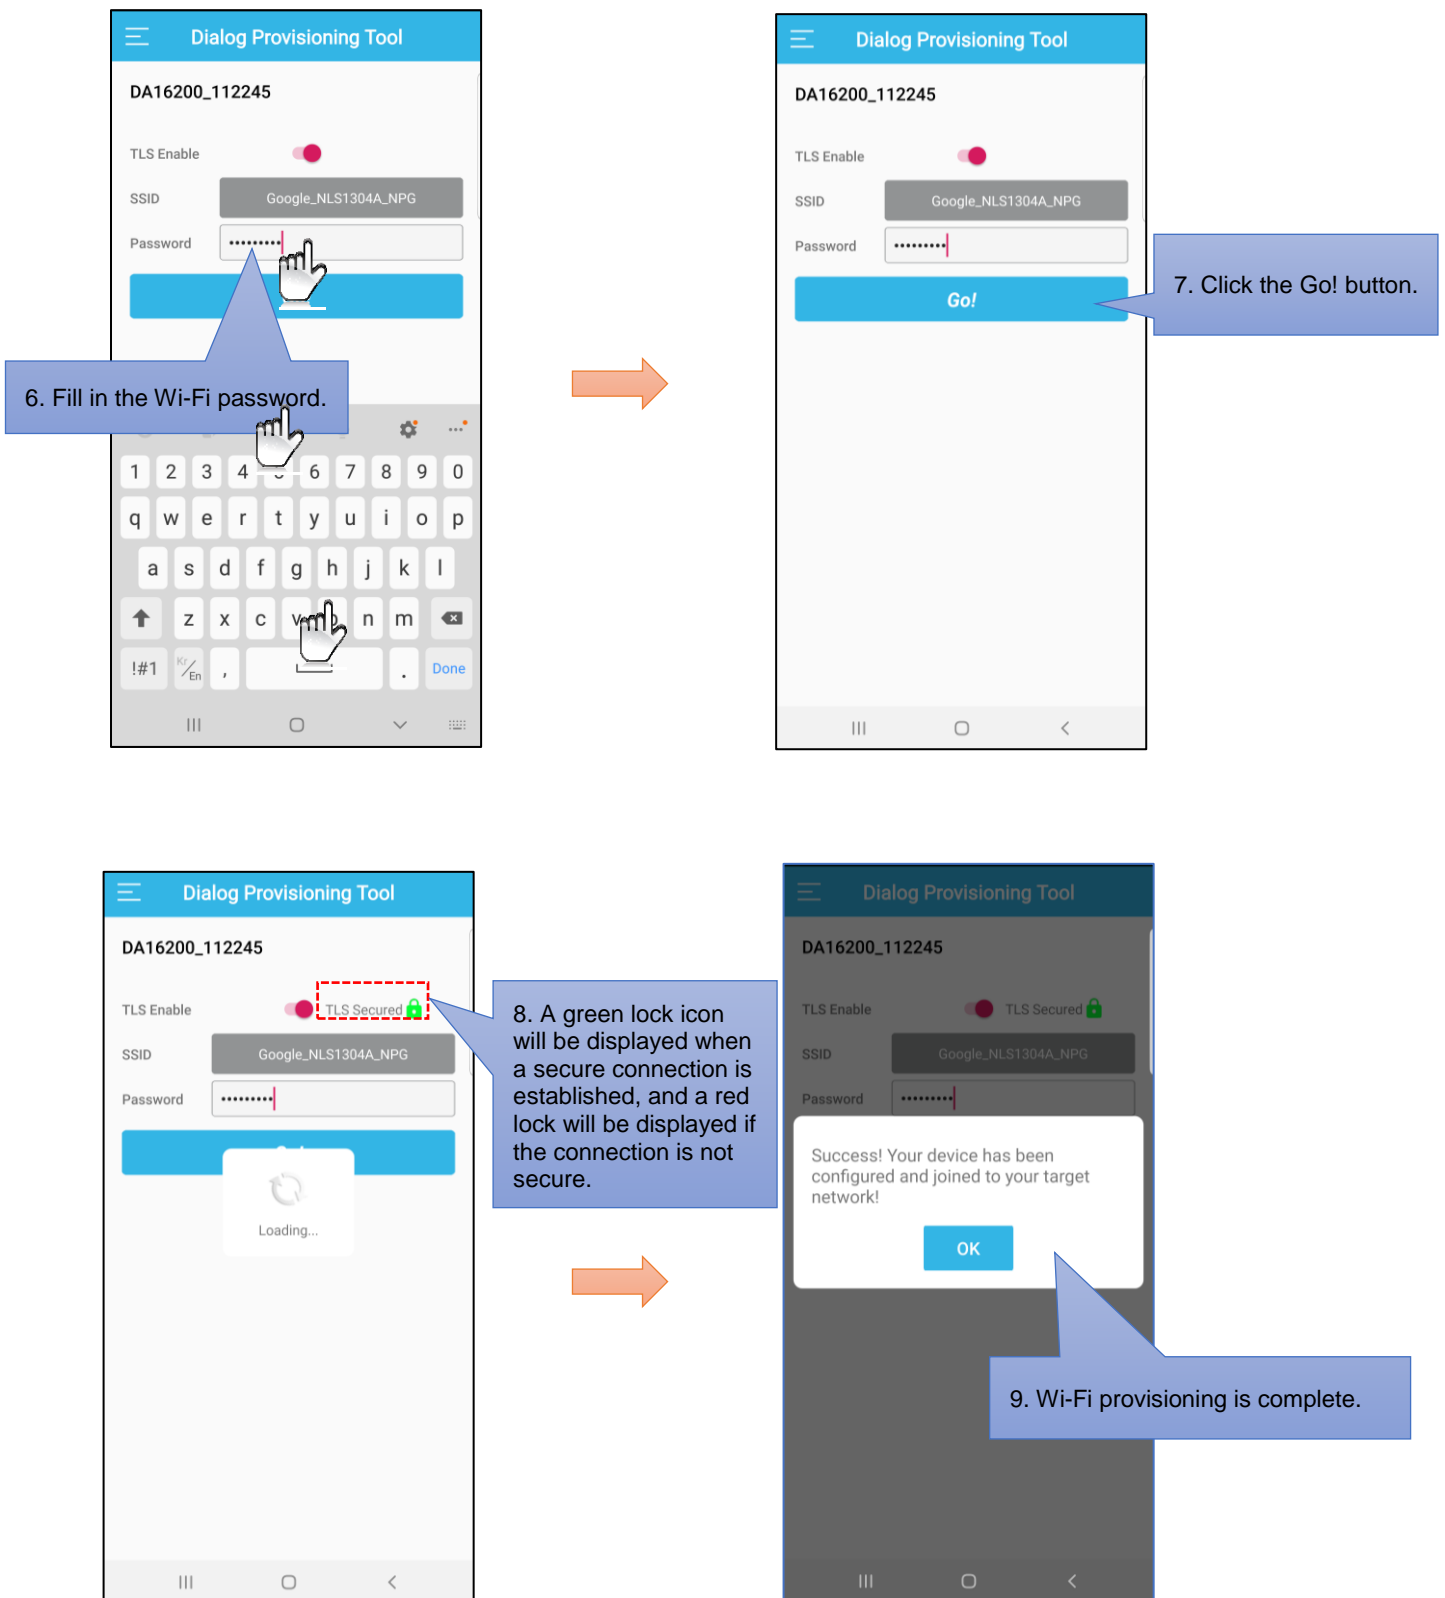 Dialog Provisioning Tool
DA16200_112245
TLS Enable
SSID
Google_NLS1304A_NPG
Password
•••••••••
6. Fill in the Wi-Fi password.
1 2 3 4 6 7 8 9 0
q w e r t y u i o p
a s d f g h j k l
z x c v n m
!#1 Kr/En , . Done
Dialog Provisioning Tool
DA16200_112245
TLS Enable
SSID
Google_NLS1304A_NPG
Password
•••••••••
Go!
7. Click the Go! button.
Dialog Provisioning Tool
DA16200_112245
TLS Enable
TLS Secured
SSID
Google_NLS1304A_NPG
Password
•••••••••
Loading...
8. A green lock icon
will be displayed when
a secure connection is
established, and a red
lock will be displayed if
the connection is not
secure.
Dialog Provisioning Tool
DA16200_112245
TLS Enable
TLS Secured
SSID
Google_NLS1304A_NPG
Password
•••••••••
Success! Your device has been
configured and joined to your target
network!
OK
9. Wi-Fi provisioning is complete.